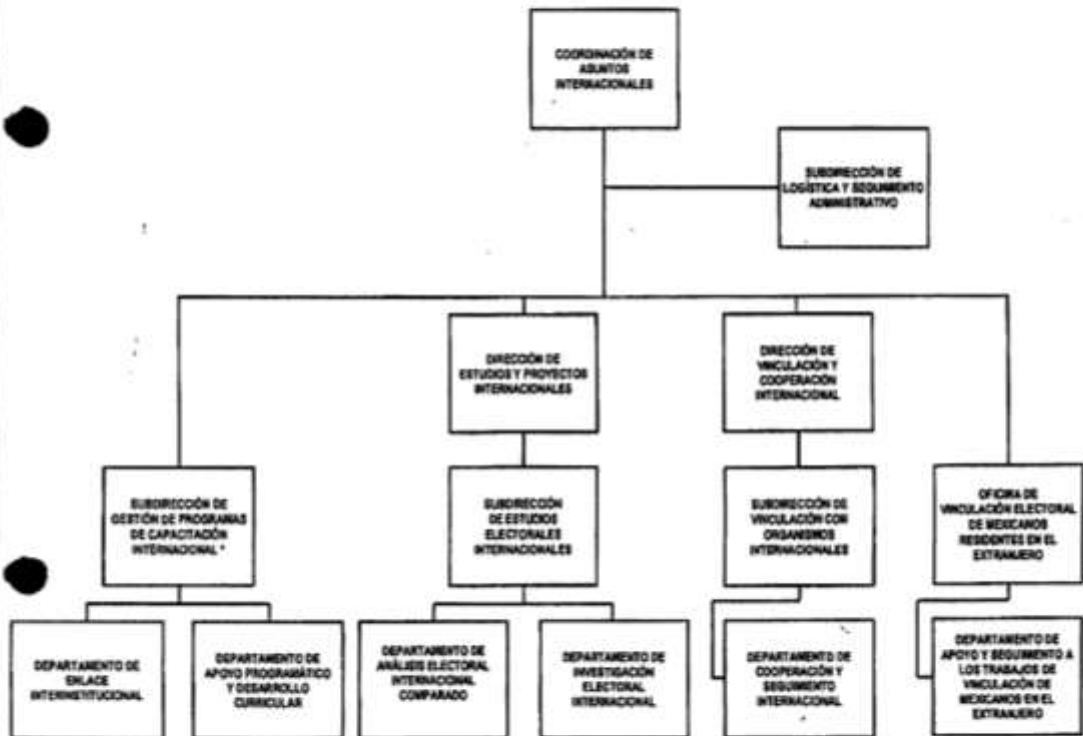 COORDINACIÓN DE
ASUNTOS
INTERNACIONALES
SUBDIRECCIÓN DE
LOGÍSTICA Y SEGUIMIENTO
ADMINISTRATIVO
DIRECCIÓN DE
ESTUDIOS Y PROYECTOS
INTERNACIONALES
DIRECCIÓN DE
VINCULACIÓN Y
COOPERACIÓN
INTERNACIONAL
SUBDIRECCIÓN DE
GESTIÓN DE PROGRAMAS
DE CAPACITACIÓN
INTERNACIONAL *
SUBDIRECCIÓN
DE ESTUDIOS
ELECTORALES
INTERNACIONALES
SUBDIRECCIÓN DE
VINCULACIÓN CON
ORGANISMOS
INTERNACIONALES
OFICINA DE
VINCULACIÓN ELECTORAL
DE MEXICANOS
RESIDENTES EN EL
EXTRANJERO
DEPARTAMENTO DE
ENLACE
INTERINSTITUCIONAL
DEPARTAMENTO DE
APOYO PROGRAMÁTICO
Y DESARROLLO
CURRICULAR
DEPARTAMENTO DE
ANÁLISIS ELECTORAL
INTERNACIONAL
COMPARADO
DEPARTAMENTO DE
INVESTIGACIÓN
ELECTORAL
INTERNACIONAL
DEPARTAMENTO DE
COOPERACIÓN Y
SEGUIMIENTO
INTERNACIONAL
DEPARTAMENTO DE
APOYO Y SEGUIMIENTO A
LOS TRABAJOS DE
VINCULACIÓN DE
MEXICANOS EN EL
EXTRANJERO